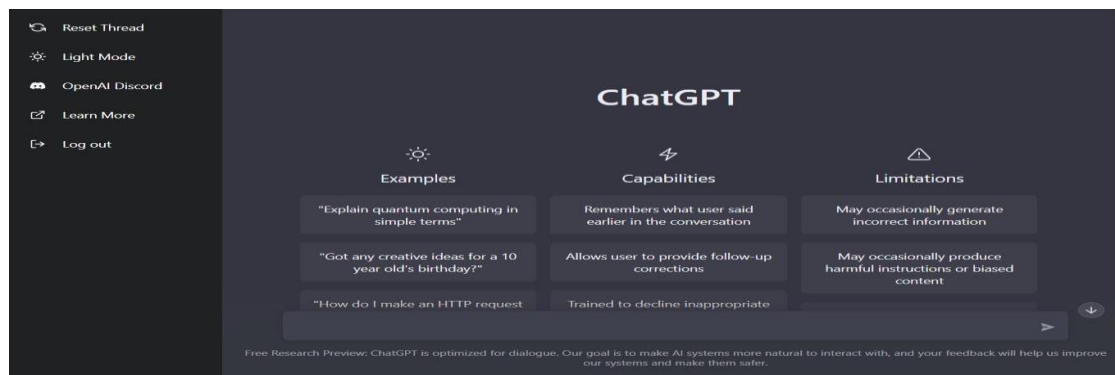 Reset Thread
Light Mode
OpenAI Discord
Learn More
Log out
ChatGPT
Examples
"Explain quantum computing in
simple terms"
"Got any creative ideas for a 10
year old's birthday?"
"How do I make an HTTP request
Capabilities
Remembers what user said
earlier in the conversation
Allows user to provide follow-up
corrections
Trained to decline inappropriate
Limitations
May occasionally generate
incorrect information
May occasionally produce
harmful instructions or biased
content
Free Research Preview: ChatGPT is optimized for dialogue. Our goal is to make AI systems more natural to interact with, and your feedback will help us improve
our systems and make them safer.